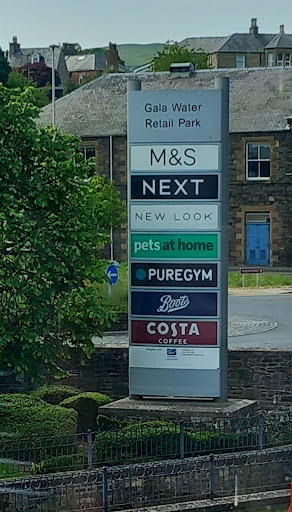 Gala Water
Retail Park
M&S
NEXT
NEW LOOK
pets at home
PUREGYM
Boots
COSTA
COFFEE